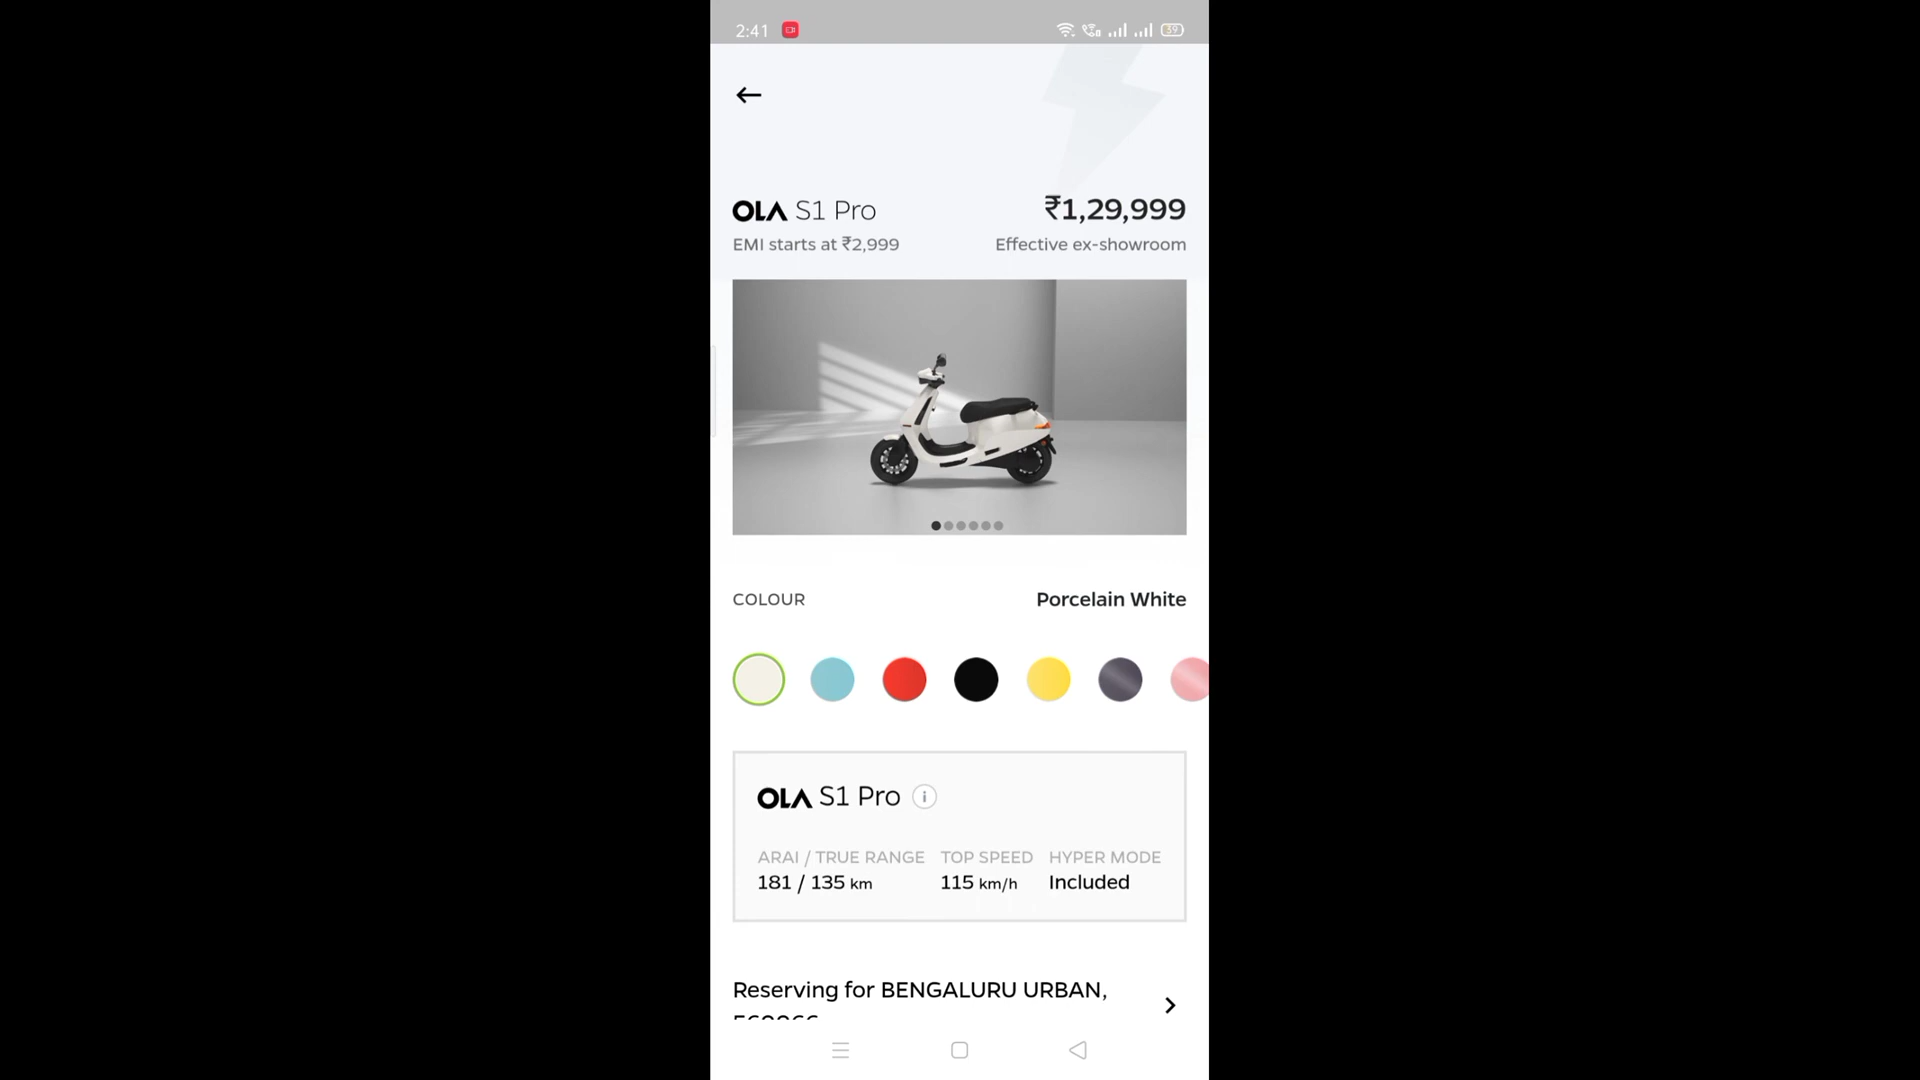 2:41
39
OLA S1 Pro
₹1,29,999
EMI starts at ₹2,999
Effective ex-showroom
COLOUR
Porcelain White
OLA S1 Pro
ARAI / TRUE RANGE
TOP SPEED
HYPER MODE
181 / 135 km
115 km/h
Included
Reserving for BENGALURU URBAN,